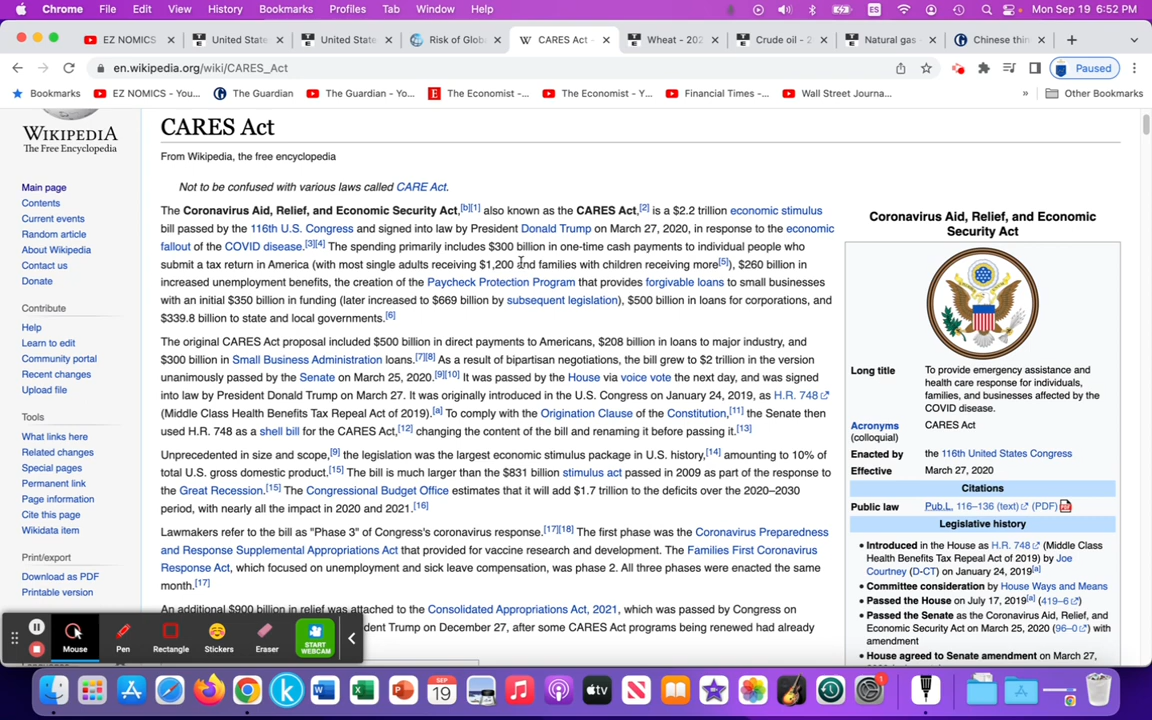 Chrome File Edit View History Bookmarks Profiles Tab Window Help ES Mon Sep 19 6:52 PM
EZ NOMICS United State United State Risk of Glob CARES Act - Wheat - 202 Crude oil - 2 Natural gas - Chinese thin
en.wikipedia.org/wiki/CARES_Act Paused
Bookmarks EZ NOMICS - You... The Guardian The Guardian - Yo... The Economist -... The Economist - Y... Financial Times -... Wall Street Journa... » Other Bookmarks
WIKIPEDIA
The Free Encyclopedia
Main page
Contents
Current events
Random article
About Wikipedia
Contact us
Donate
Contribute
Help
Learn to edit
Community portal
Recent changes
Upload file
Tools
What links here
Related changes
Special pages
Permanent link
Page information
Cite this page
Wikidata item
Print/export
Download as PDF
Printable version
CARES Act
From Wikipedia, the free encyclopedia
Not to be confused with various laws called CARE Act.
The Coronavirus Aid, Relief, and Economic Security Act,[b][1] also known as the CARES Act,[2] is a $2.2 trillion economic stimulus
bill passed by the 116th U.S. Congress and signed into law by President Donald Trump on March 27, 2020, in response to the economic
fallout of the COVID disease.[3][4] The spending primarily includes $300 billion in one-time cash payments to individual people who
submit a tax return in America (with most single adults receiving $1,200 and families with children receiving more[5]), $260 billion in
increased unemployment benefits, the creation of the Paycheck Protection Program that provides forgivable loans to small businesses
with an initial $350 billion in funding (later increased to $669 billion by subsequent legislation), $500 billion in loans for corporations, and
$339.8 billion to state and local governments.[6]
The original CARES Act proposal included $500 billion in direct payments to Americans, $208 billion in loans to major industry, and
$300 billion in Small Business Administration loans.[7][8] As a result of bipartisan negotiations, the bill grew to $2 trillion in the version
unanimously passed by the Senate on March 25, 2020.[9][10] It was passed by the House via voice vote the next day, and was signed
into law by President Donald Trump on March 27. It was originally introduced in the U.S. Congress on January 24, 2019, as H.R. 748
(Middle Class Health Benefits Tax Repeal Act of 2019).[a] To comply with the Origination Clause of the Constitution,[11] the Senate then
used H.R. 748 as a shell bill for the CARES Act,[12] changing the content of the bill and renaming it before passing it.[13]
Unprecedented in size and scope,[9] the legislation was the largest economic stimulus package in U.S. history,[14] amounting to 10% of
total U.S. gross domestic product.[15] The bill is much larger than the $831 billion stimulus act passed in 2009 as part of the response to
the Great Recession.[15] The Congressional Budget Office estimates that it will add $1.7 trillion to the deficits over the 2020–2030
period, with nearly all the impact in 2020 and 2021.[16]
Lawmakers refer to the bill as "Phase 3" of Congress's coronavirus response.[17][18] The first phase was the Coronavirus Preparedness
and Response Supplemental Appropriations Act that provided for vaccine research and development. The Families First Coronavirus
Response Act, which focused on unemployment and sick leave compensation, was phase 2. All three phases were enacted the same
month.[17]
An additional $900 billion in relief was attached to the Consolidated Appropriations Act, 2021, which was passed by Congress on
dent Trump on December 27, after some CARES Act programs being renewed had already
Coronavirus Aid, Relief, and Economic
Security Act
Long title To provide emergency assistance and
health care response for individuals,
families, and businesses affected by the
COVID disease.
Acronyms CARES Act
(colloquial)
Enacted by the 116th United States Congress
Effective March 27, 2020
Citations
Public law Pub.L. 116–136 (text) (PDF)
Legislative history
• Introduced in the House as H.R. 748 (Middle Class
Health Benefits Tax Repeal Act of 2019) by Joe
Courtney (D-CT) on January 24, 2019[a]
• Committee consideration by House Ways and Means
• Passed the House on July 17, 2019[a] (419–6)
• Passed the Senate as the Coronavirus Aid, Relief, and
Economic Security Act on March 25, 2020 (96–0) with
amendment
• House agreed to Senate amendment on March 27,
Mouse Pen Rectangle Stickers Eraser START
WEBCAM
SEP
19